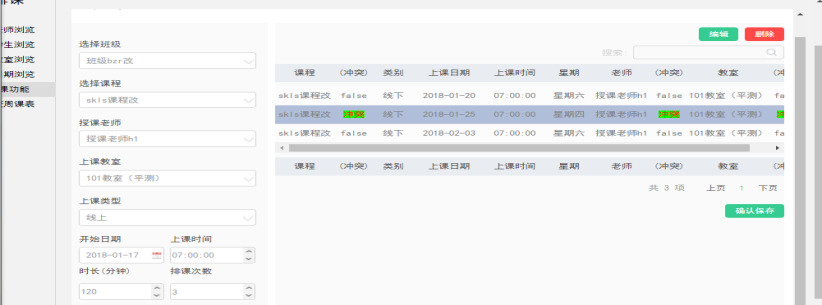 排课
师浏览
生浏览
室浏览
期浏览
课功能
周课表
选择班级
班级bzr改
选择课程
skls课程改
授课老师
授课老师h1
上课教室
101教室（平测）
上课类型
线上
开始日期 上课时间
2018-01-17 07:00:00
时长(分钟) 排课次数
120 3
编辑 删除
搜索:
课程 (冲突) 类别 上课日期 上课时间 星期 老师 (冲突) 教室 (冲
skls课程改 false 线下 2018-01-20 07:00:00 星期六 授课老师h1 false 101教室（平测） fa
skls课程改 冲突 线下 2018-01-25 07:00:00 星期四 授课老师h1 冲突 101教室（平测）
skls课程改 false 线下 2018-02-03 07:00:00 星期六 授课老师h1 false 101教室（平测） fa
课程 (冲突) 类别 上课日期 上课时间 星期 老师 (冲突) 教室 (冲
共 3 项 上页 1 下页
确认保存